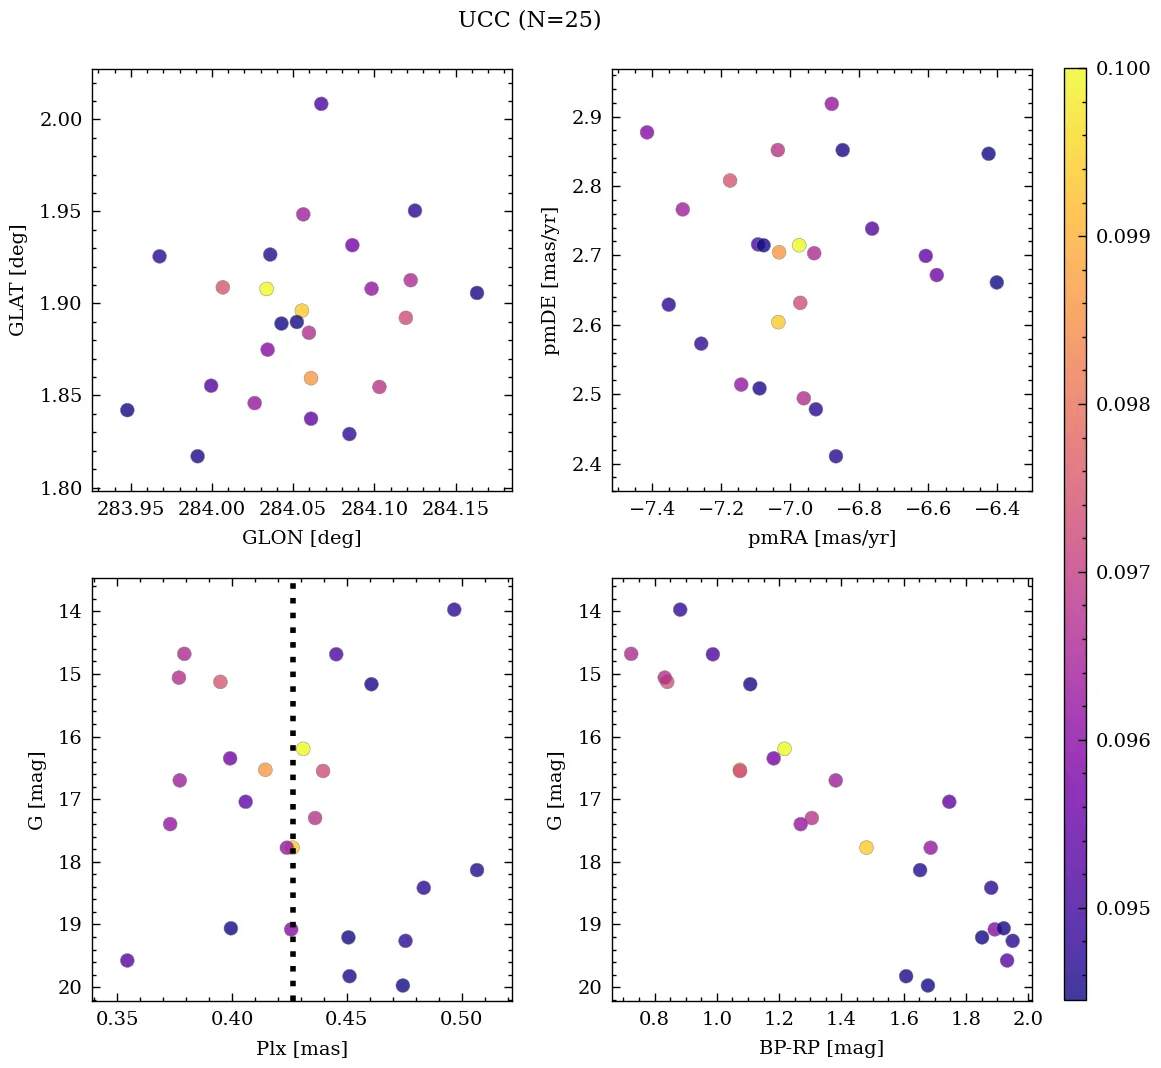 UCC (N=25)
2.00
1.95
1.90
1.85
1.80
GLAT [deg]
283.95 284.00 284.05 284.10 284.15
GLON [deg]
2.9
2.8
2.7
2.6
2.5
2.4
pmDE [mas/yr]
−7.4 −7.2 −7.0 −6.8 −6.6 −6.4
pmRA [mas/yr]
14
15
16
17
18
19
20
G [mag]
0.35 0.40 0.45 0.50
Plx [mas]
14
15
16
17
18
19
20
G [mag]
0.8 1.0 1.2 1.4 1.6 1.8 2.0
BP-RP [mag]
0.100
0.099
0.098
0.097
0.096
0.095